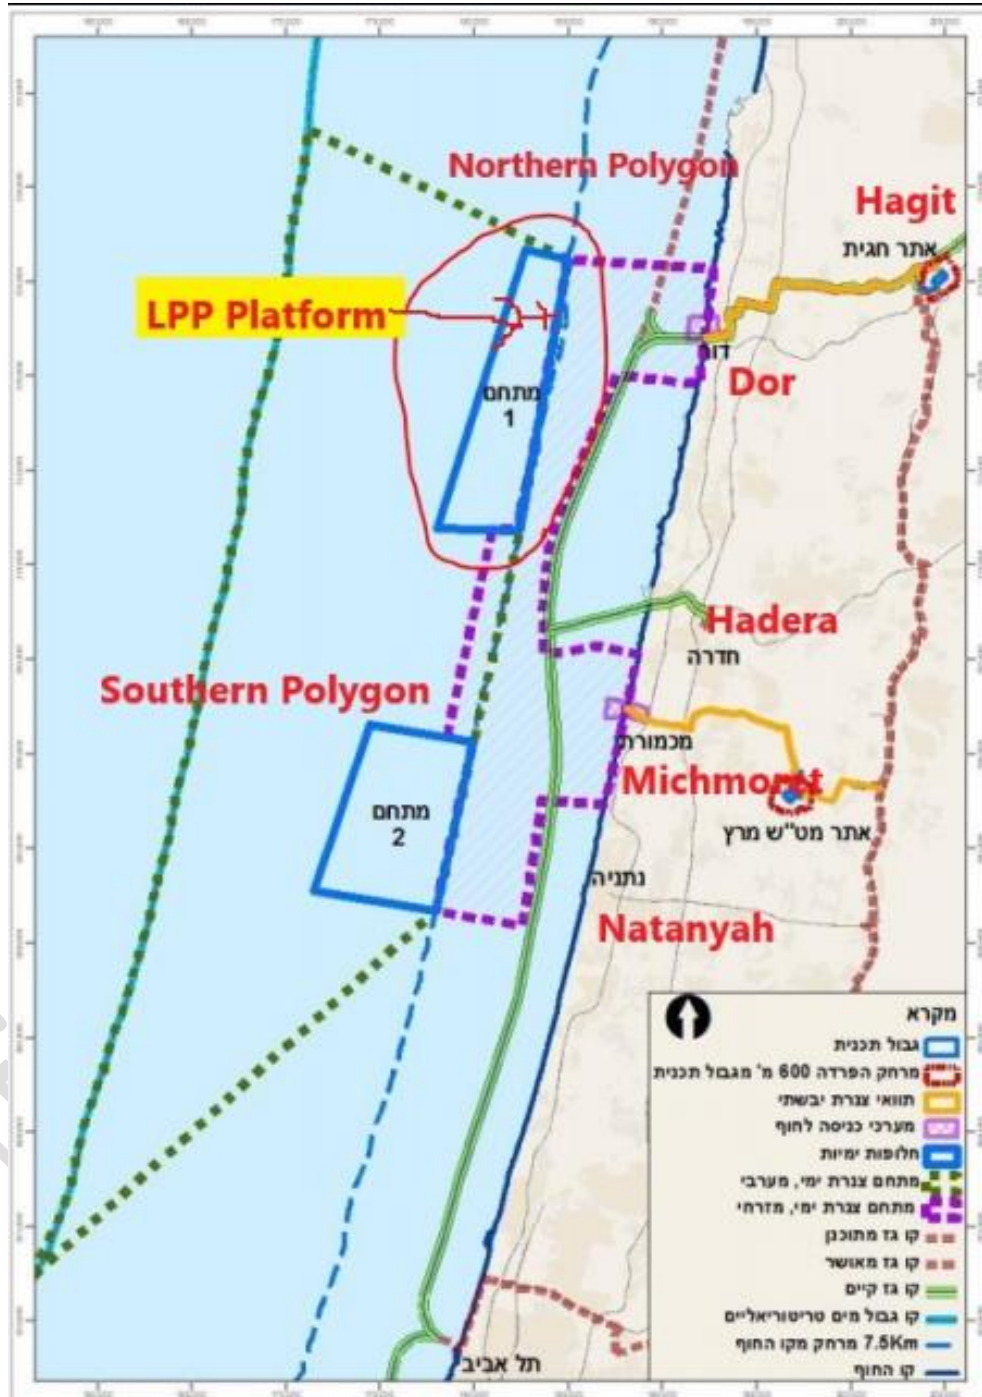 Northern Polygon
Hagit
אתר חגית
LPP Platform
דור
Dor
מתחם
1
Hadera
חדרה
Southern Polygon
מכמורת
Michmoret
מתחם
2
אתר מט"ש מרץ
נתניה
Natanyah
מקרא
גבול תכנית
מרחק הפרדה 600 מ' מגבול תכנית
תוואי צנרת יבשתי
מערכי כניסה לחוף
חלופות ימיות
מתחם צנרת ימי, מערבי
מתחם צנרת ימי, מזרחי
קו גז מתוכנן
קו גז מאושר
קו גז קיים
קו גבול מים טריטוריאליים
7.5Km מרחק מקו החוף
קו החוף
תל אביב